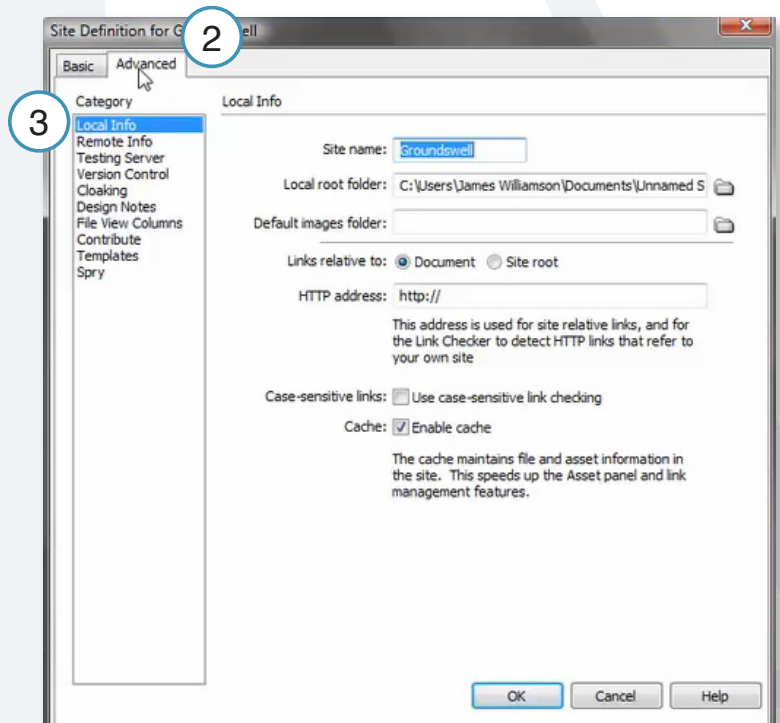 Site Definition for G ell
2
Basic Advanced
Category
3
Local Info
Remote Info
Testing Server
Version Control
Cloaking
Design Notes
File View Columns
Contribute
Templates
Spry
Local Info
Site name: Groundswell
Local root folder: C:\Users\James Williamson\Documents\Unnamed S
Default images folder:
Links relative to: Document Site root
HTTP address: http://
This address is used for site relative links, and for
the Link Checker to detect HTTP links that refer to
your own site
Case-sensitive links: Use case-sensitive link checking
Cache: Enable cache
The cache maintains file and asset information in
the site. This speeds up the Asset panel and link
management features.
OK Cancel Help